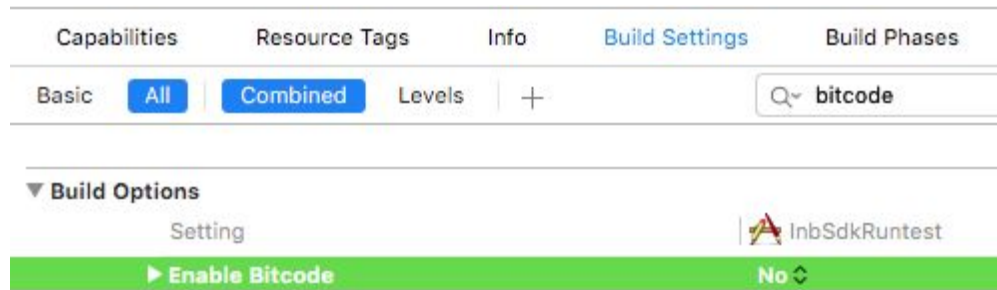 Capabilities Resource Tags Info Build Settings Build Phases
Basic All Combined Levels + bitcode
Build Options
Setting InbSdkRuntest
Enable Bitcode No